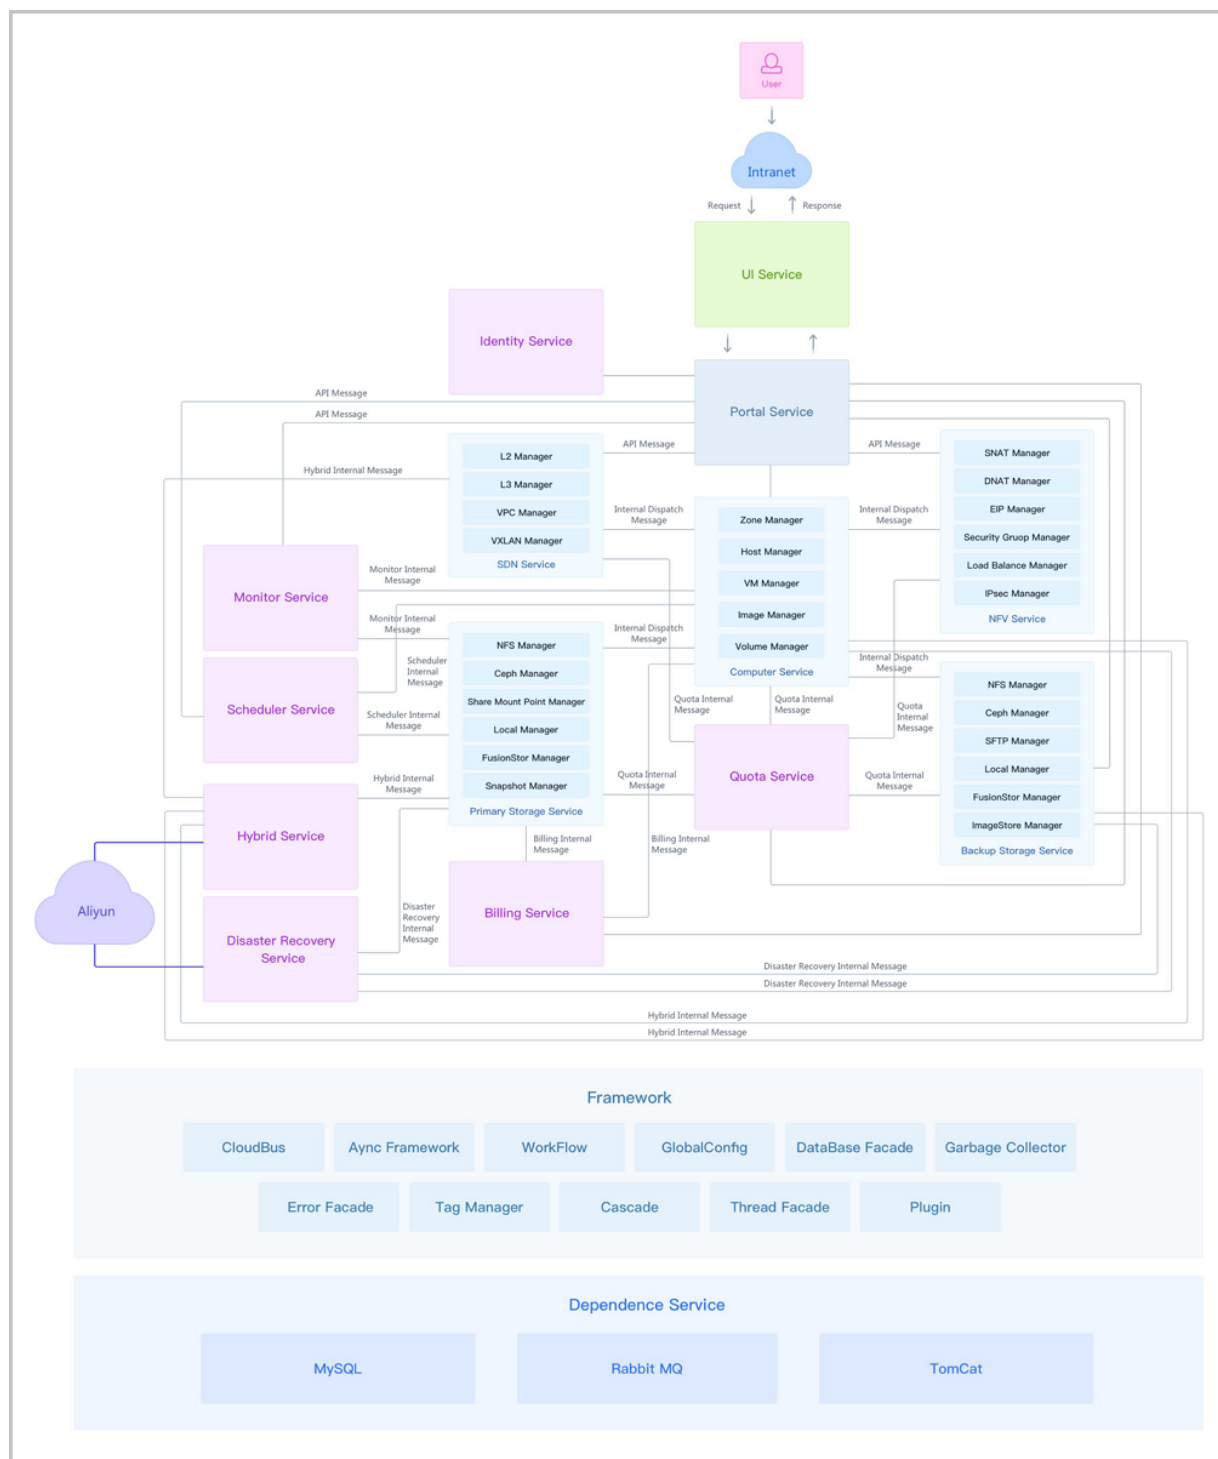 User
Intranet
Request
Response
UI Service
Identity Service
Portal Service
API Message
API Message
API Message
API Message
Hybrid Internal Message
L2 Manager
L3 Manager
VPC Manager
VXLAN Manager
SDN Service
SNAT Manager
DNAT Manager
EIP Manager
Security Gruop Manager
Load Balance Manager
IPsec Manager
NFV Service
Internal Dispatch
Message
Internal Dispatch
Message
Zone Manager
Host Manager
VM Manager
Image Manager
Volume Manager
Computer Service
Monitor Service
Monitor Internal
Message
Monitor Internal
Message
Scheduler Service
Scheduler
Internal
Message
Scheduler Internal
Message
NFS Manager
Ceph Manager
Share Mount Point Manager
Local Manager
FusionStor Manager
Snapshot Manager
Primary Storage Service
Internal Dispatch
Message
Internal Dispatch
Message
NFS Manager
Ceph Manager
SFTP Manager
Local Manager
FusionStor Manager
ImageStore Manager
Backup Storage Service
Quota Internal
Message
Quota Internal
Message
Quota
Internal
Message
Quota Service
Quota Internal
Message
Quota Internal
Message
Hybrid Internal
Message
Hybrid Service
Billing Internal
Message
Billing Internal
Message
Aliyun
Billing Service
Disaster
Recovery
Internal
Message
Disaster Recovery
Service
Disaster Recovery Internal Message
Disaster Recovery Internal Message
Hybrid Internal Message
Hybrid Internal Message
Framework
CloudBus
Aync Framework
WorkFlow
GlobalConfig
DataBase Facade
Garbage Collector
Error Facade
Tag Manager
Cascade
Thread Facade
Plugin
Dependence Service
MySQL
Rabbit MQ
TomCat